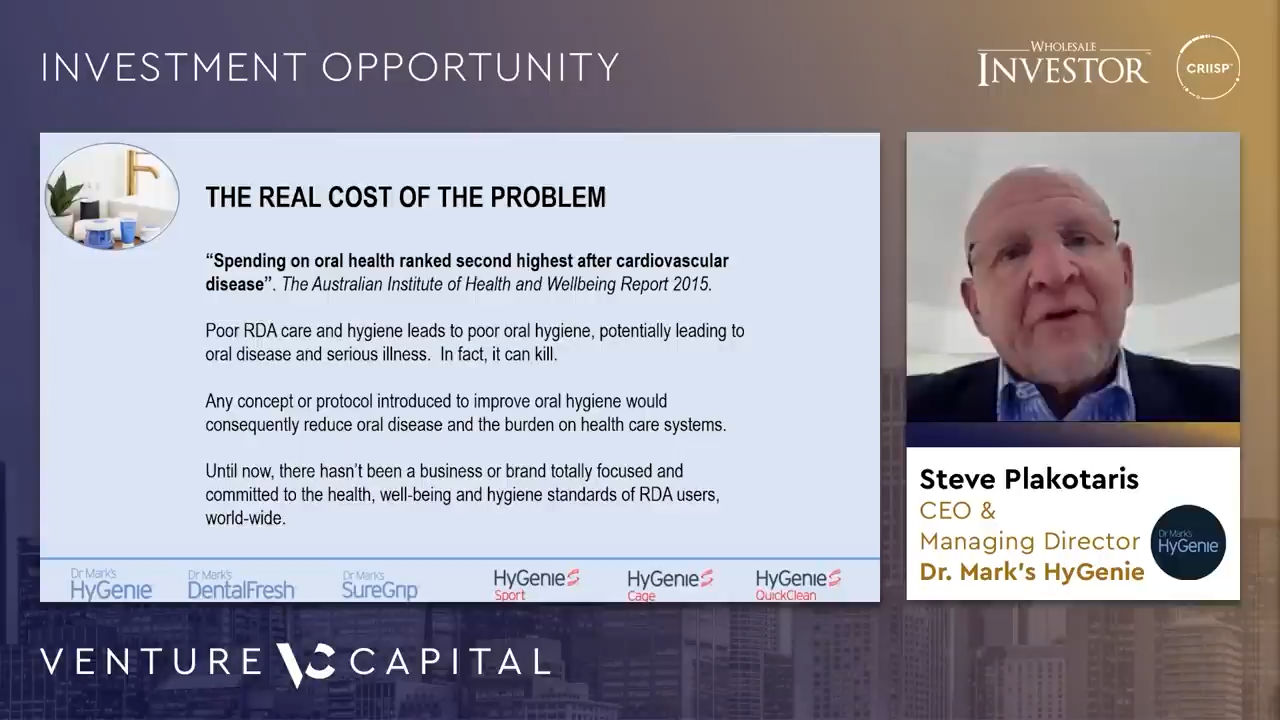 INVESTMENT OPPORTUNITY
WHOLESALE
INVESTOR
CRIISP
THE REAL COST OF THE PROBLEM
“Spending on oral health ranked second highest after cardiovascular
disease”. The Australian Institute of Health and Wellbeing Report 2015.
Poor RDA care and hygiene leads to poor oral hygiene, potentially leading to
oral disease and serious illness. In fact, it can kill.
Any concept or protocol introduced to improve oral hygiene would
consequently reduce oral disease and the burden on health care systems.
Until now, there hasn’t been a business or brand totally focused and
committed to the health, well-being and hygiene standards of RDA users,
world-wide.
Dr Mark's
HyGenie
Dr Mark's
DentalFresh
Dr Mark's
SureGrip
HyGenie
Sport
HyGenie
Cage
HyGenie
QuickClean
Steve Plakotaris
CEO &
Managing Director
Dr. Mark's HyGenie
Dr Mark's
HyGenie
VENTURE VC CAPITAL